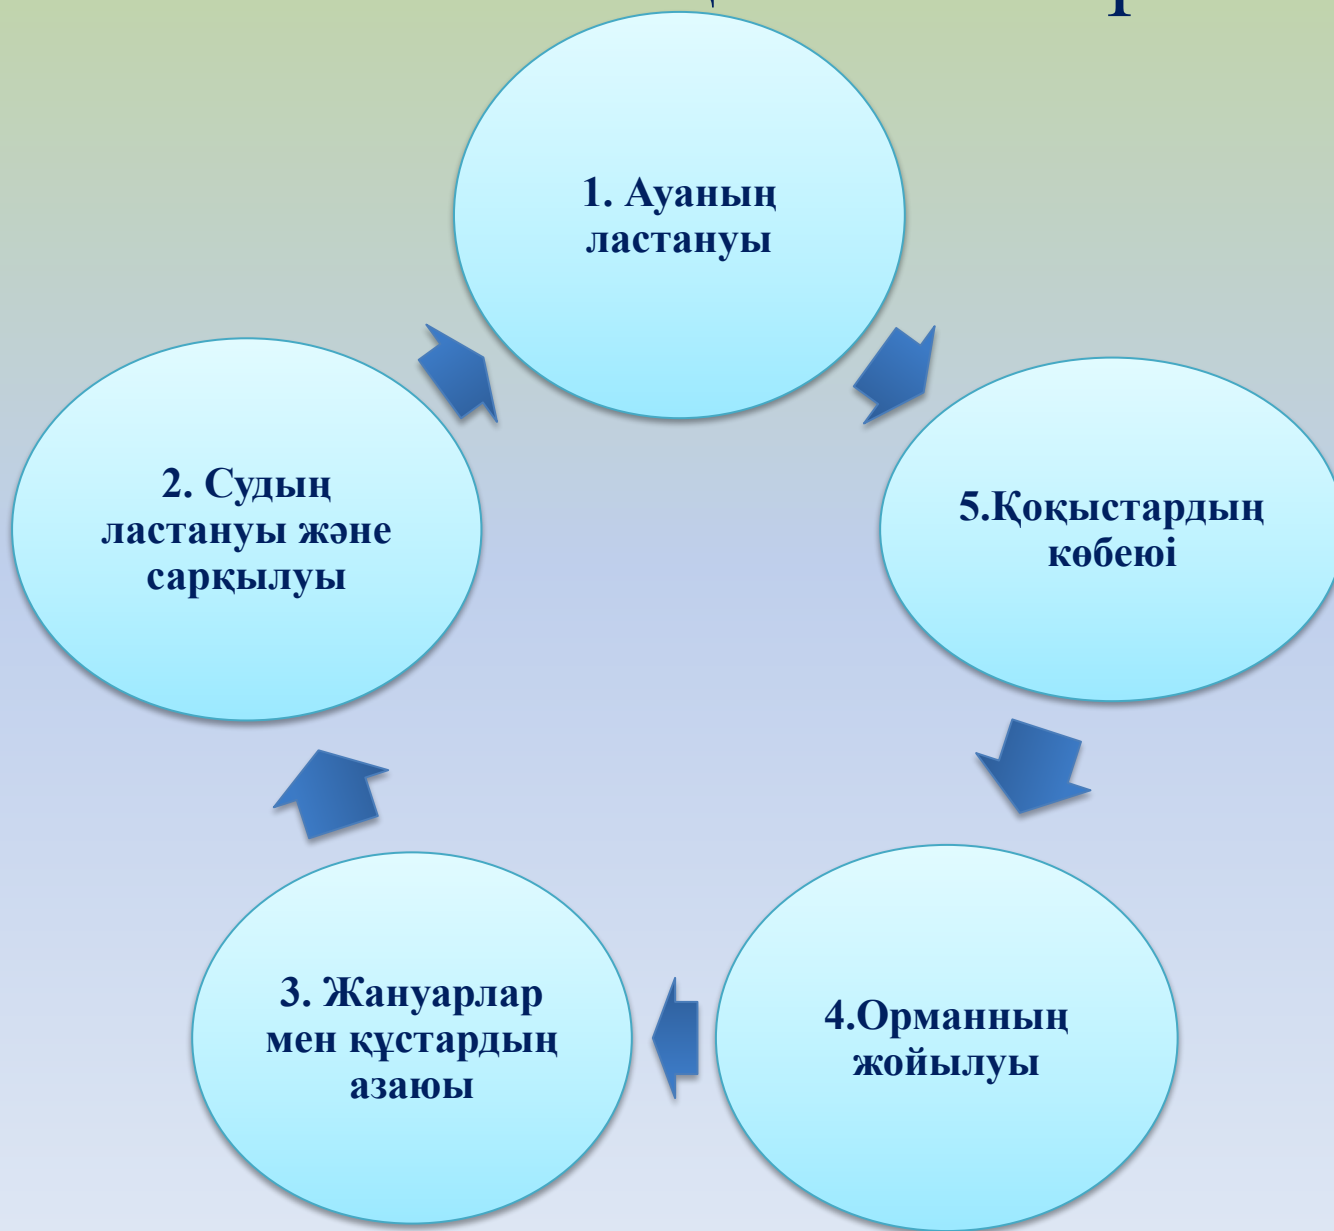 1. Ауаның
ластануы
2. Судың
ластануы және
сарқылуы
5.Қоқыстардың
көбеюі
3. Жануарлар
мен құстардың
азаюы
4.Орманның
жойылуы